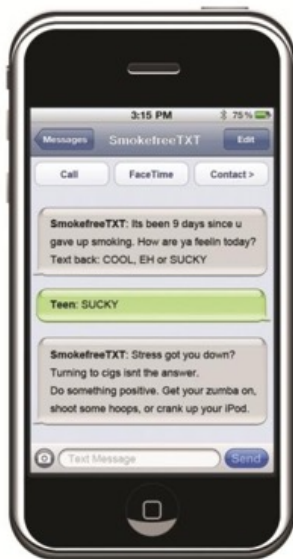 3:15 PM
75%
Messages
SmokefreeTXT
Edit
Call
FaceTime
Contact >
SmokefreeTXT: Its been 9 days since u
gave up smoking. How are ya feelin today?
Text back: COOL, EH or SUCKY
Teen: SUCKY
SmokefreeTXT: Stress got you down?
Turning to cigs isnt the answer.
Do something positive. Get your zumba on,
shoot some hoops, or crank up your iPod.
Text Message
Send